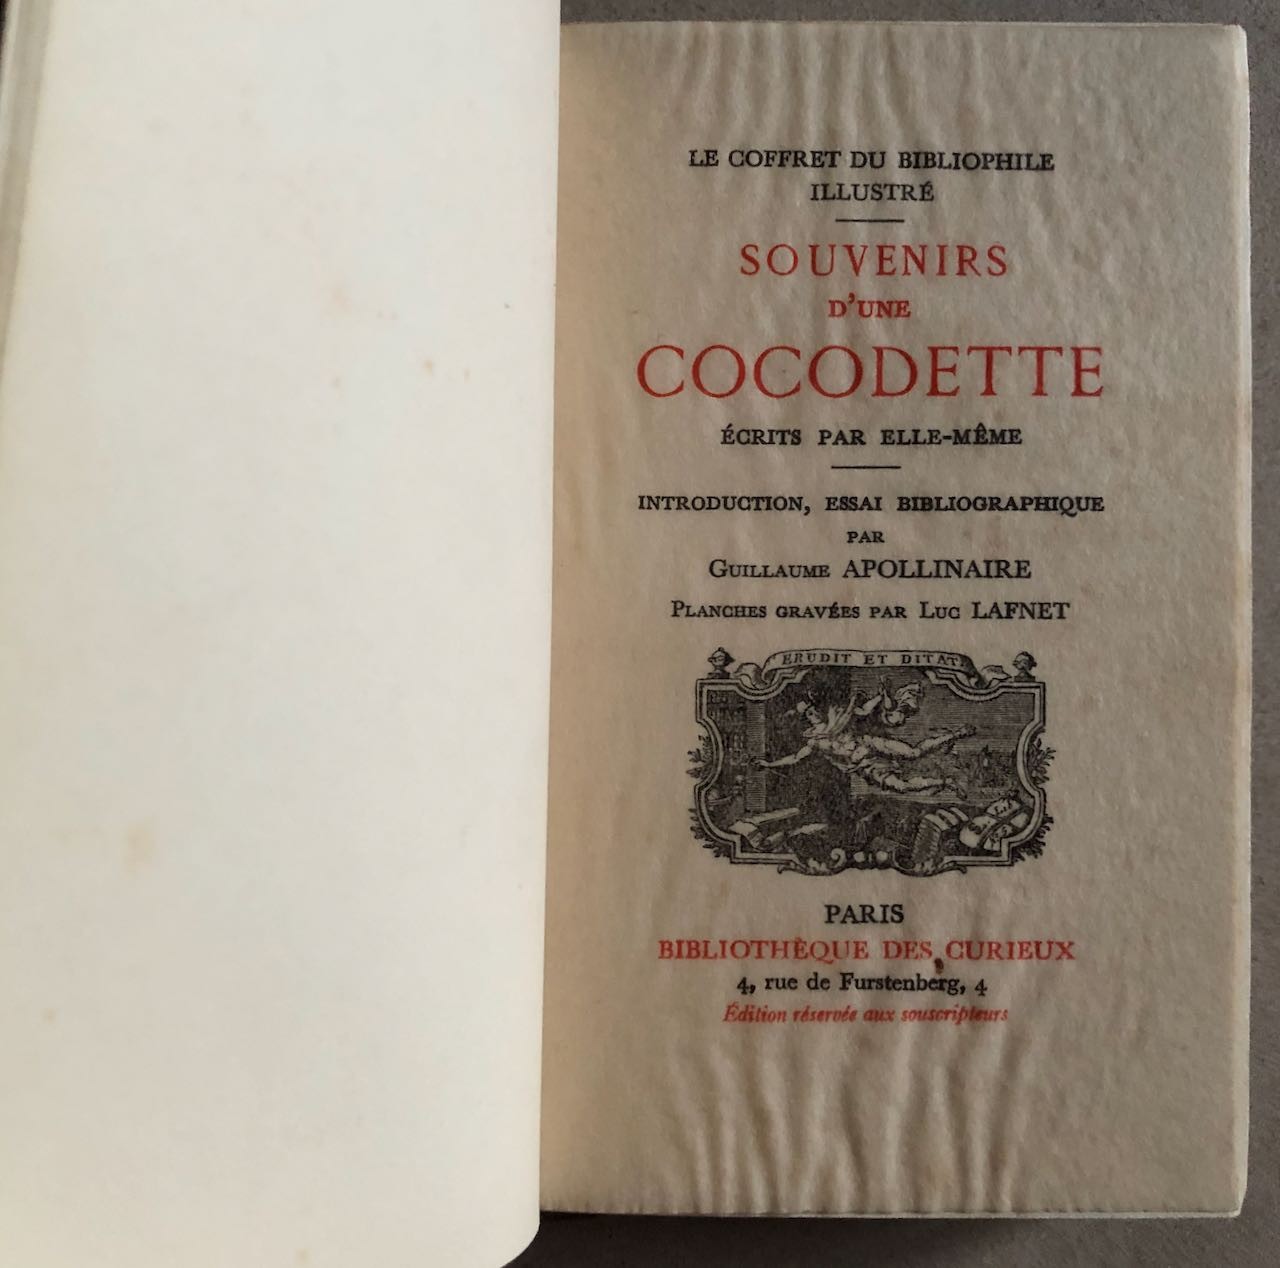 LE COFFRET DU BIBLIOPHILE
ILLUSTRÉ
SOUVENIRS
D'UNE
COCODETTE
ÉCRITS PAR ELLE-MÊME
INTRODUCTION, ESSAI BIBLIOGRAPHIQUE
PAR
GUILLAUME APOLLINAIRE
PLANCHES GRAVÉES PAR LUC LAFNET
ERUDIT ET DITAT
PARIS
BIBLIOTHÈQUE DES CURIEUX
4, rue de Furstenberg, 4
Édition réservée aux souscripteurs